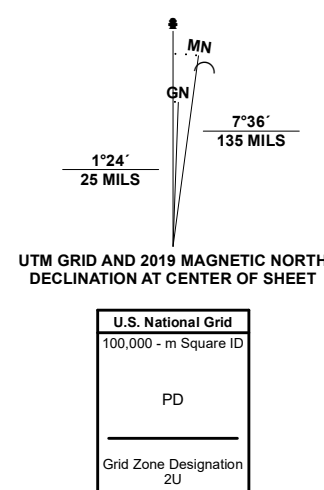 MN
GN
7°36´
135 MILS
1°24´
25 MILS
UTM GRID AND 2019 MAGNETIC NORTH
DECLINATION AT CENTER OF SHEET
U.S. National Grid
100,000 - m Square ID
PD
Grid Zone Designation
2U